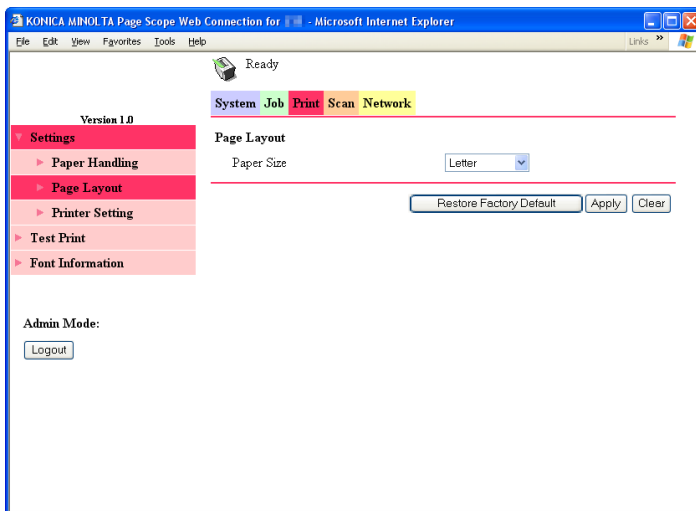 KONICA MINOLTA Page Scope Web Connection for - Microsoft Internet Explorer
File Edit View Favorites Tools Help Links »
Ready
System Job Print Scan Network
Version 1.0
Settings
Paper Handling
Page Layout
Printer Setting
Test Print
Font Information
Admin Mode:
Logout
Page Layout
Paper Size Letter
Restore Factory Default Apply Clear